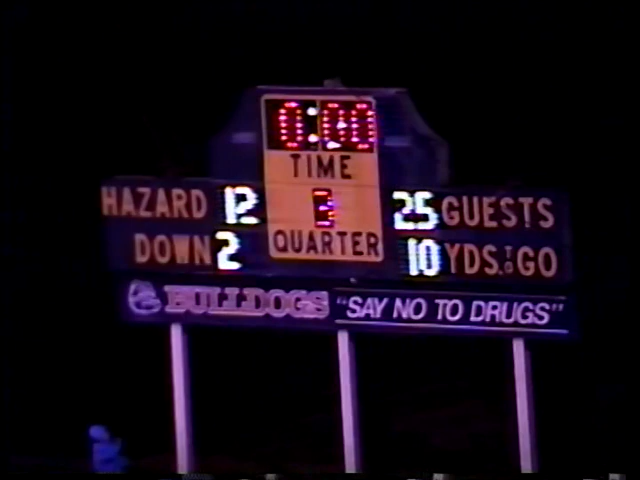 0:00
TIME
HAZARD 12 3 25 GUESTS
DOWN 2 QUARTER 10 YDS. TO GO
BULLDOGS "SAY NO TO DRUGS"